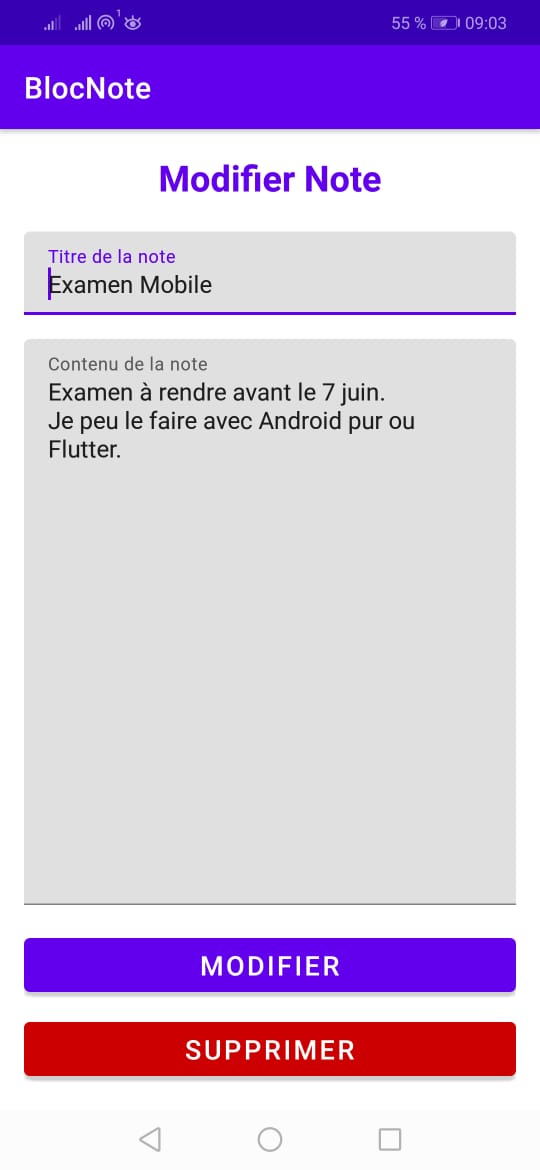 1
55 % 09:03
BlocNote
Modifier Note
Titre de la note
Examen Mobile
Contenu de la note
Examen à rendre avant le 7 juin.
Je peu le faire avec Android pur ou
Flutter.
MODIFIER
SUPPRIMER